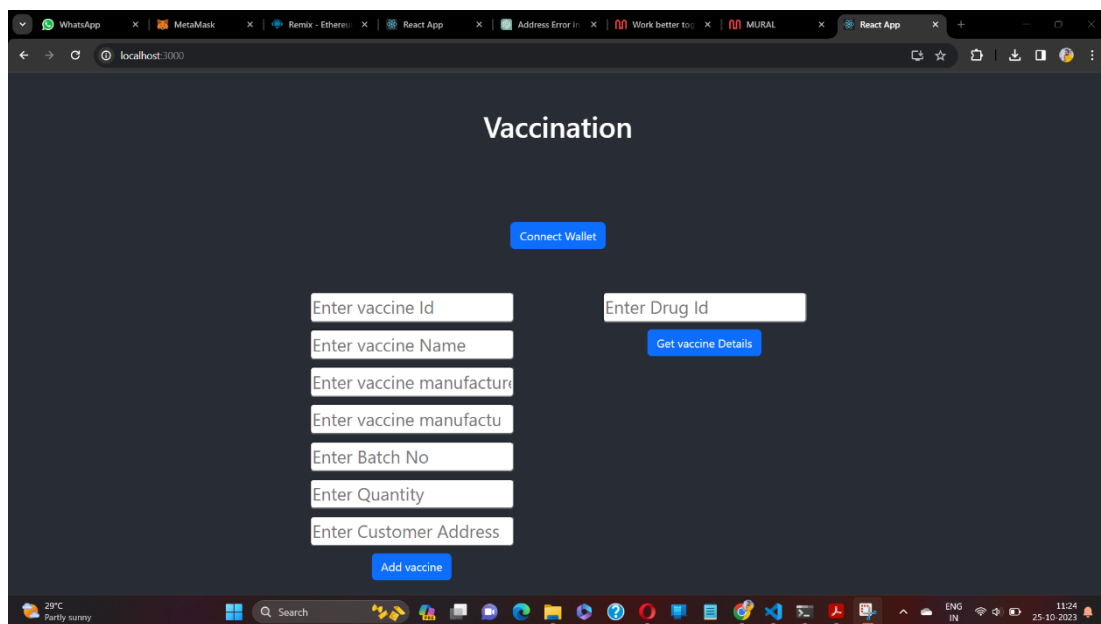 WhatsApp
MetaMask
Remix - Ethereu
React App
Address Error in
Work better tog
MURAL
React App
localhost:3000
Vaccination
Connect Wallet
Enter vaccine Id
Enter vaccine Name
Enter vaccine manufacture
Enter vaccine manufactu
Enter Batch No
Enter Quantity
Enter Customer Address
Add vaccine
Enter Drug Id
Get vaccine Details
29°C
Partly sunny
Search
ENG
IN
11:24
25-10-2023